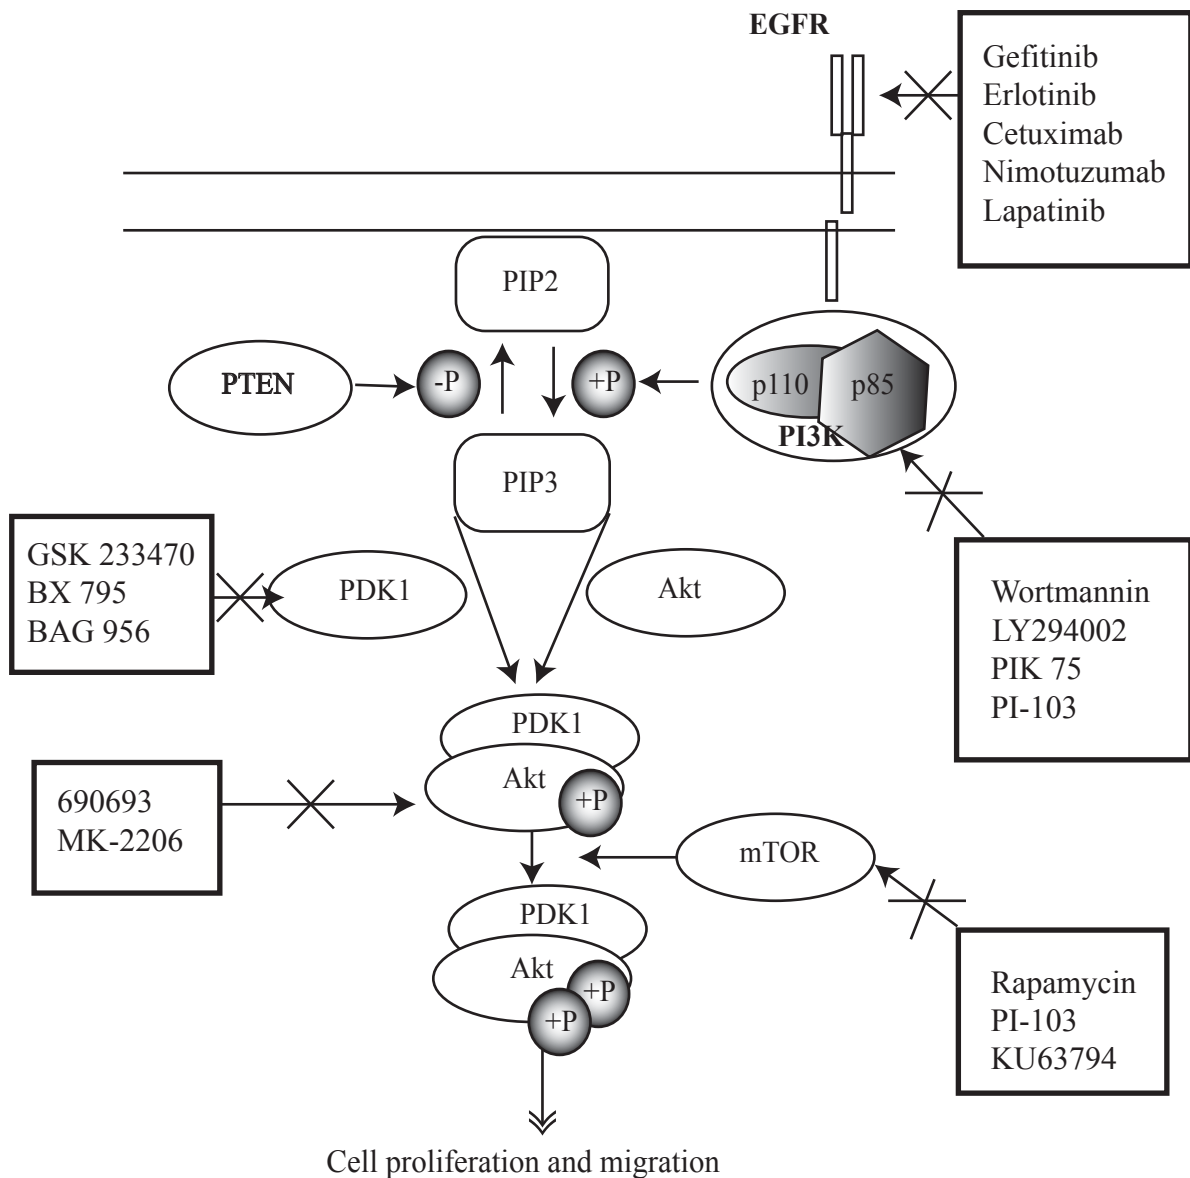 EGFR
Gefitinib
Erlotinib
Cetuximab
Nimotuzumab
Lapatinib
PIP2
PTEN
-P
+P
p110
p85
PI3K
PIP3
GSK 233470
BX 795
BAG 956
PDK1
Akt
Wortmannin
LY294002
PIK 75
PI-103
PDK1
Akt
+P
690693
MK-2206
mTOR
PDK1
Akt
+P
+P
Rapamycin
PI-103
KU63794
Cell proliferation and migration